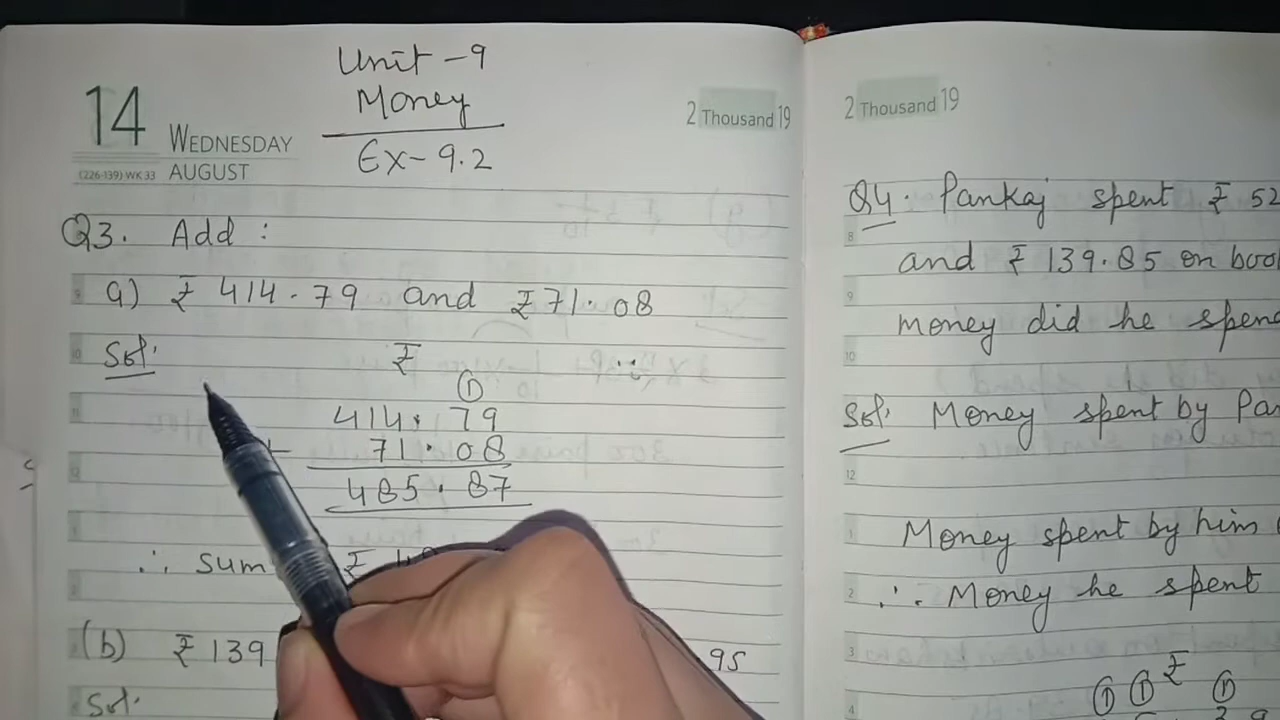 Unit - 9
Money
Ex - 9.2
14 WEDNESDAY
(226-139) WK 33 AUGUST
2 Thousand 19
Q3. Add :
a) ₹ 414.79 and ₹ 71.08
Sol.
₹
①
414.79
+ 71.08
485.87
∴ sum ₹
(b) ₹ 139 95
Sol.
2 Thousand 19
Q4. Pankaj spent ₹ 52
and ₹ 139.85 on
money did he
Sol. Money spent by
Money spent by him
∴ Money he spent
₹
① ① ①